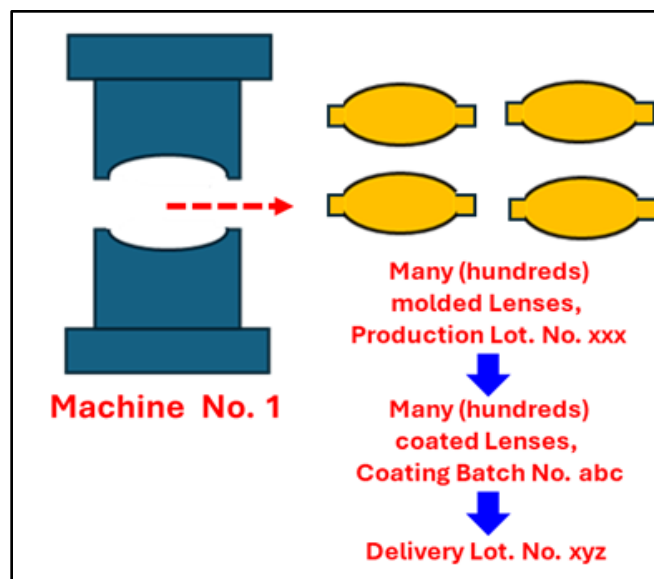 Machine  No. 1
Many (hundreds)
molded Lenses,
Production Lot. No. xxx
Many (hundreds)
coated Lenses,
Coating Batch No. abc
Delivery Lot. No. xyz